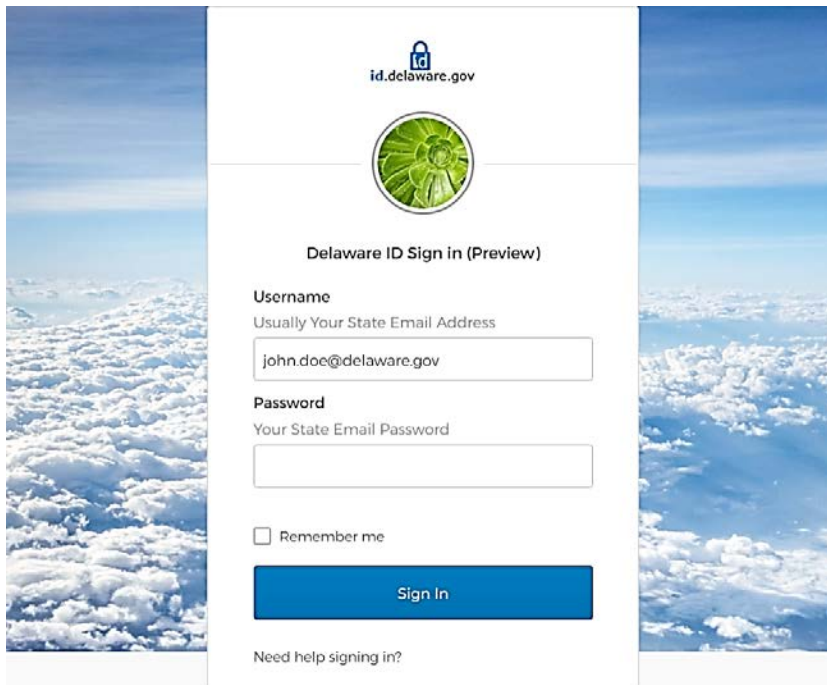 id
id.delaware.gov
Delaware ID Sign in (Preview)
Username
Usually Your State Email Address
john.doe@delaware.gov
Password
Your State Email Password
Remember me
Sign In
Need help signing in?